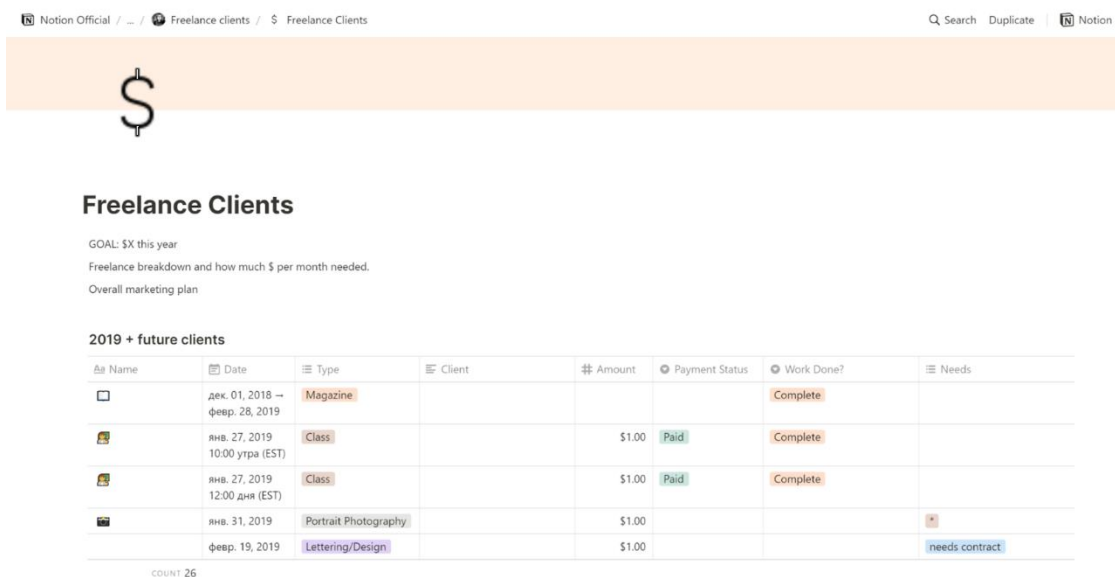 Notion Official / ... / Freelance clients / $ Freelance Clients
Search Duplicate Notion
$
Freelance Clients
GOAL: $X this year
Freelance breakdown and how much $ per month needed.
Overall marketing plan
2019 + future clients
Aa Name Date Type Client # Amount Payment Status Work Done? Needs
дек. 01, 2018 → Magazine Complete
февр. 28, 2019
янв. 27, 2019 Class $1.00 Paid Complete
10:00 утра (EST)
янв. 27, 2019 Class $1.00 Paid Complete
12:00 дня (EST)
янв. 31, 2019 Portrait Photography $1.00 *
февр. 19, 2019 Lettering/Design $1.00 needs contract
COUNT 26